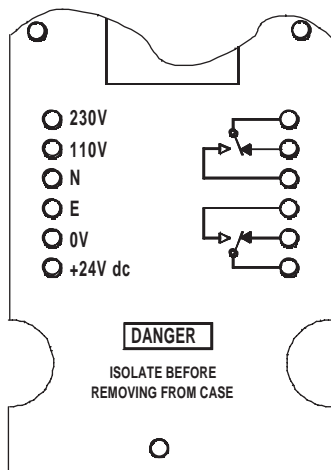 230V
110V
N
E
0V
+24V dc
DANGER
ISOLATE BEFORE
REMOVING FROM CASE